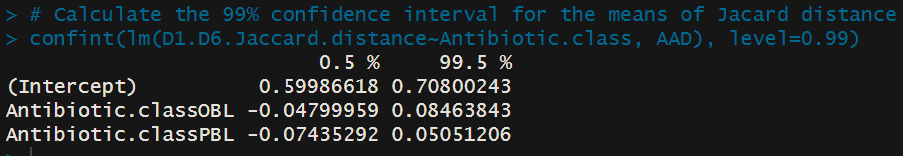 > # Calculate the 99% confidence interval for the means of Jacard distance
> confint(lm(D1.D6.Jaccard.distance~Antibiotic.class, AAD), level=0.99)
                            0.5 %     99.5 %
(Intercept)            0.59986618 0.70800243
Antibiotic.classOBL -0.04799959 0.08463843
Antibiotic.classPBL -0.07435292 0.05051206
>